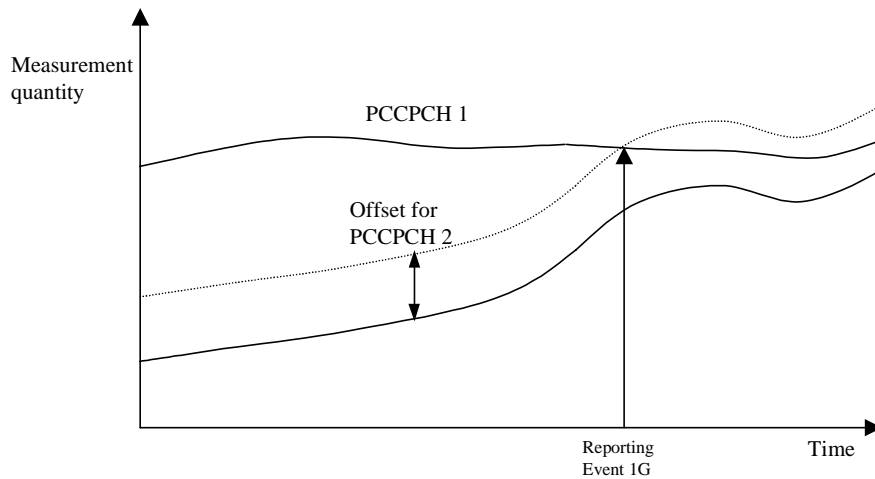 Measurement
quantity
PCCPCH 1
Offset for
PCCPCH 2
Reporting
Event 1G
Time